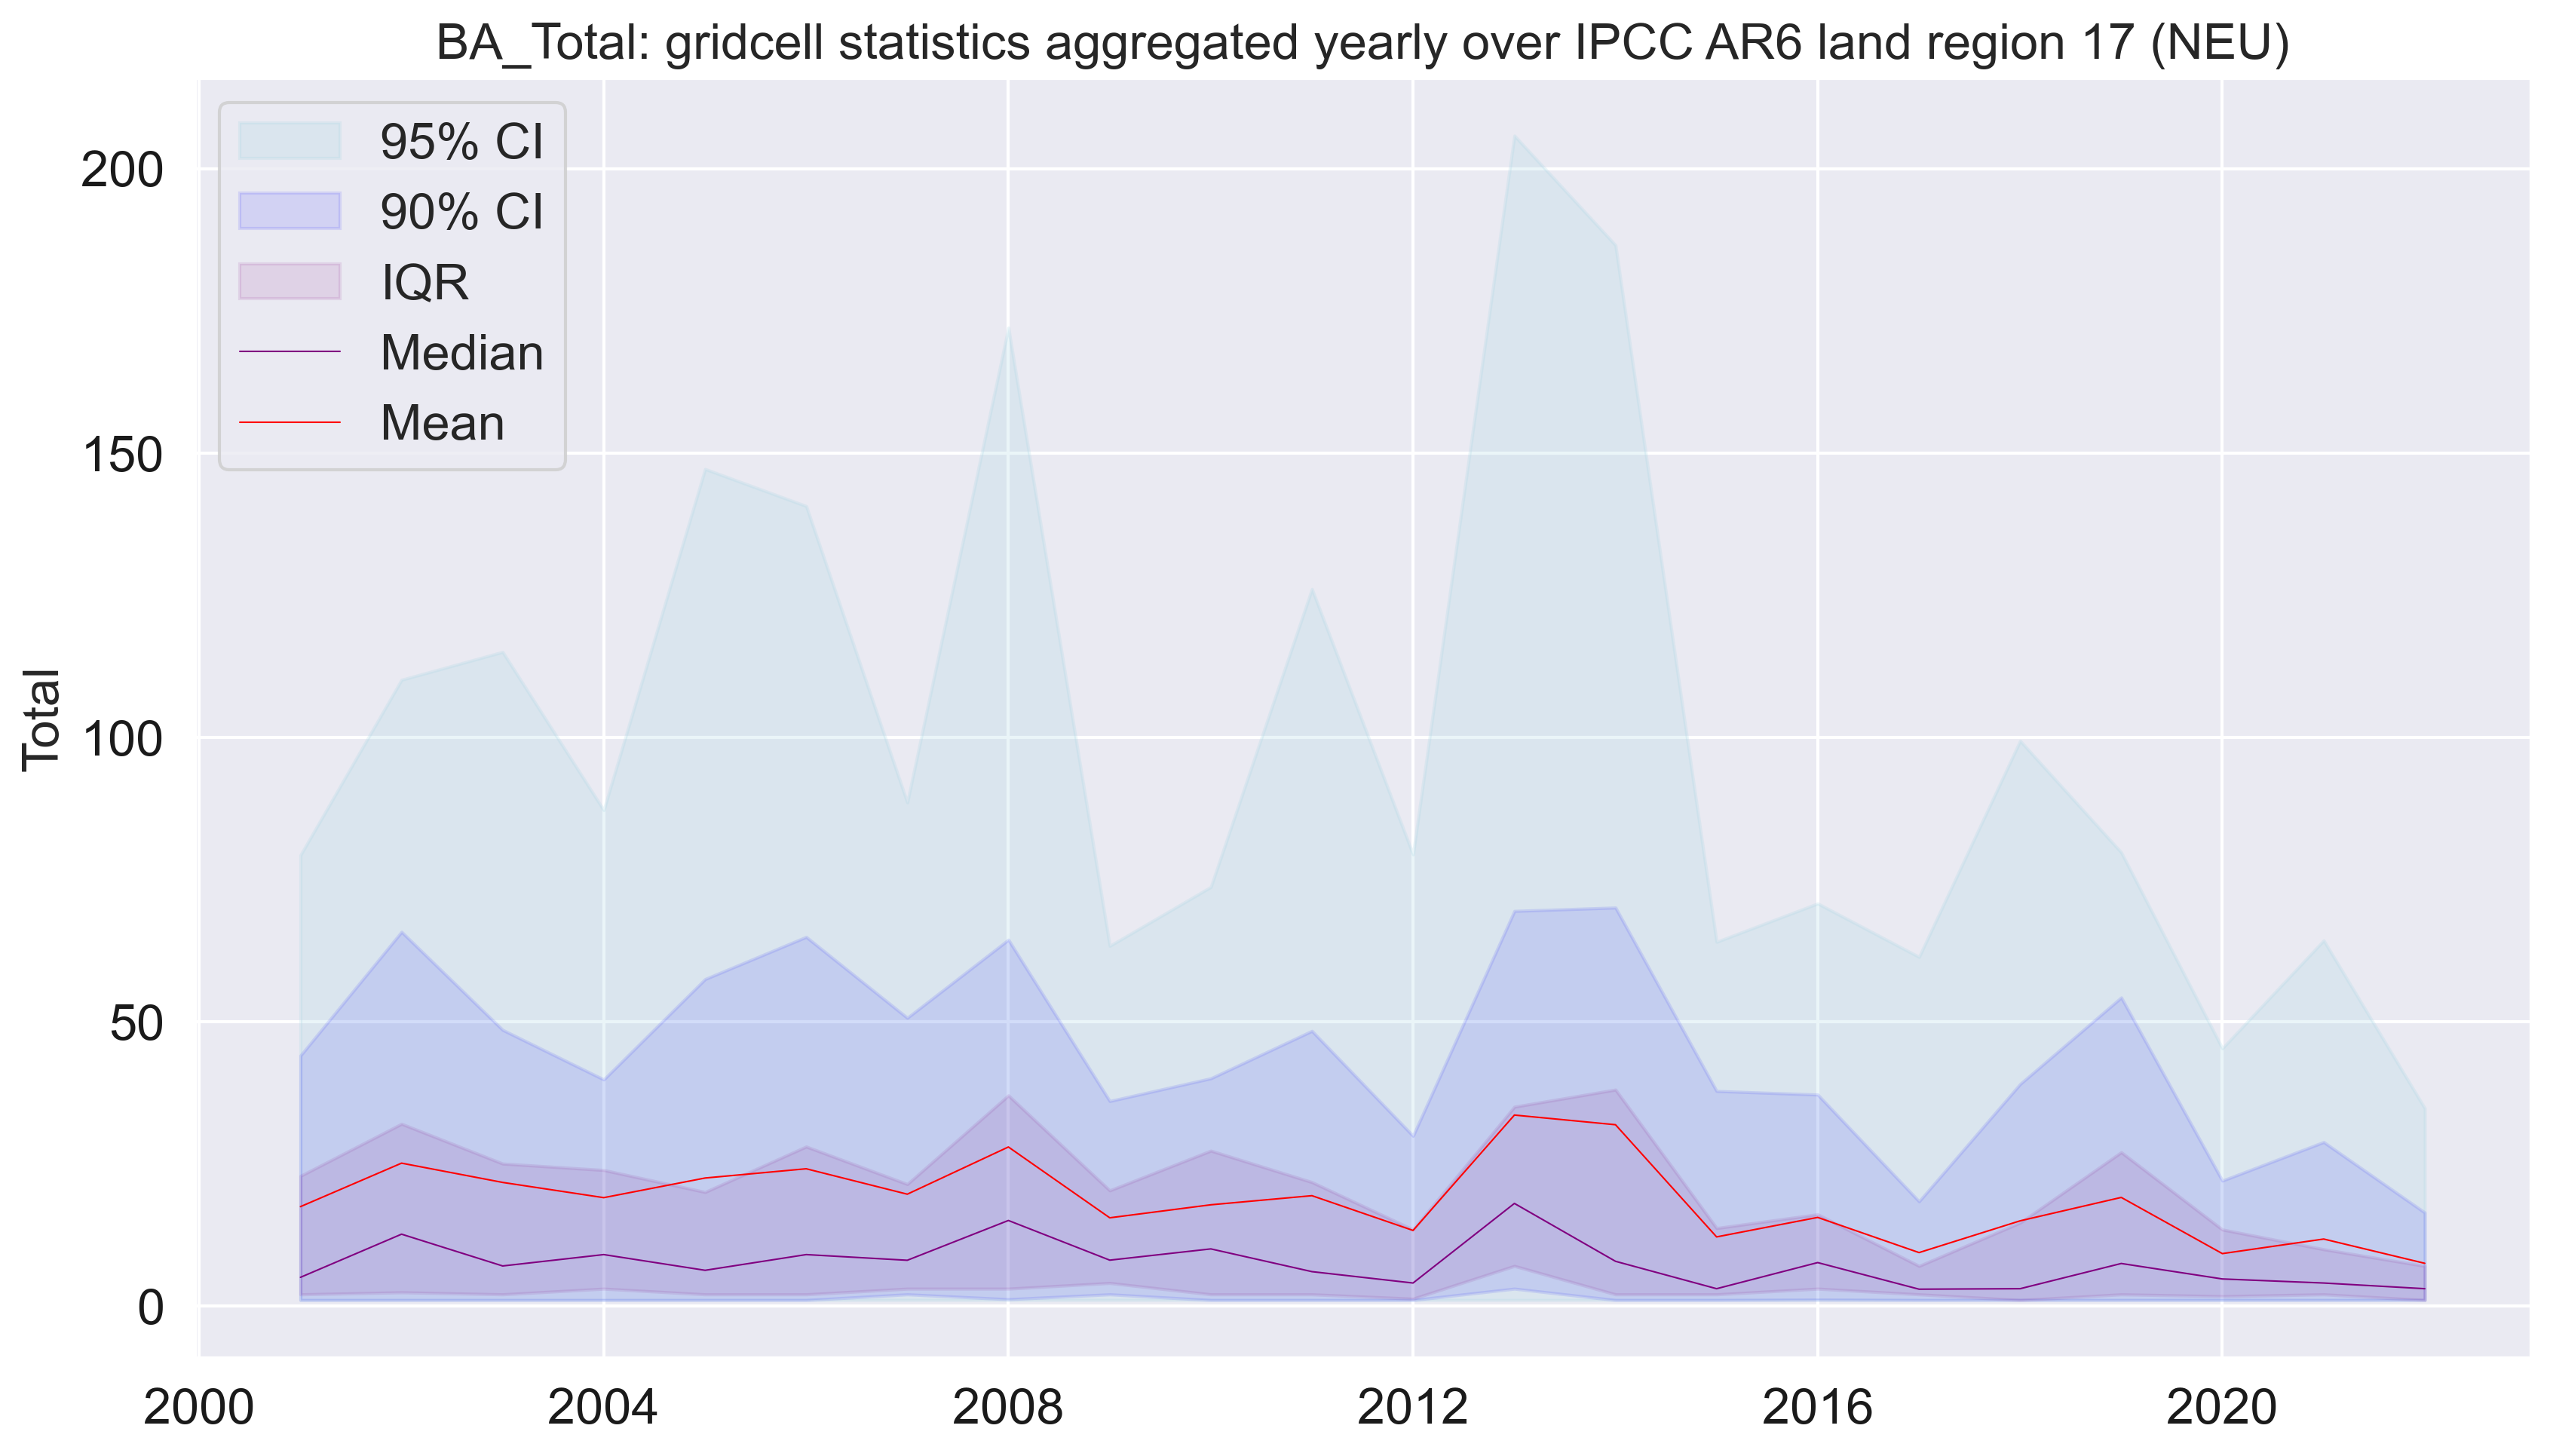 BA_Total: gridcell statistics aggregated yearly over IPCC AR6 land region 17 (NEU)
95% CI
90% CI
IQR
Median
Mean
Total
200
150
100
50
0
2000 2004 2008 2012 2016 2020